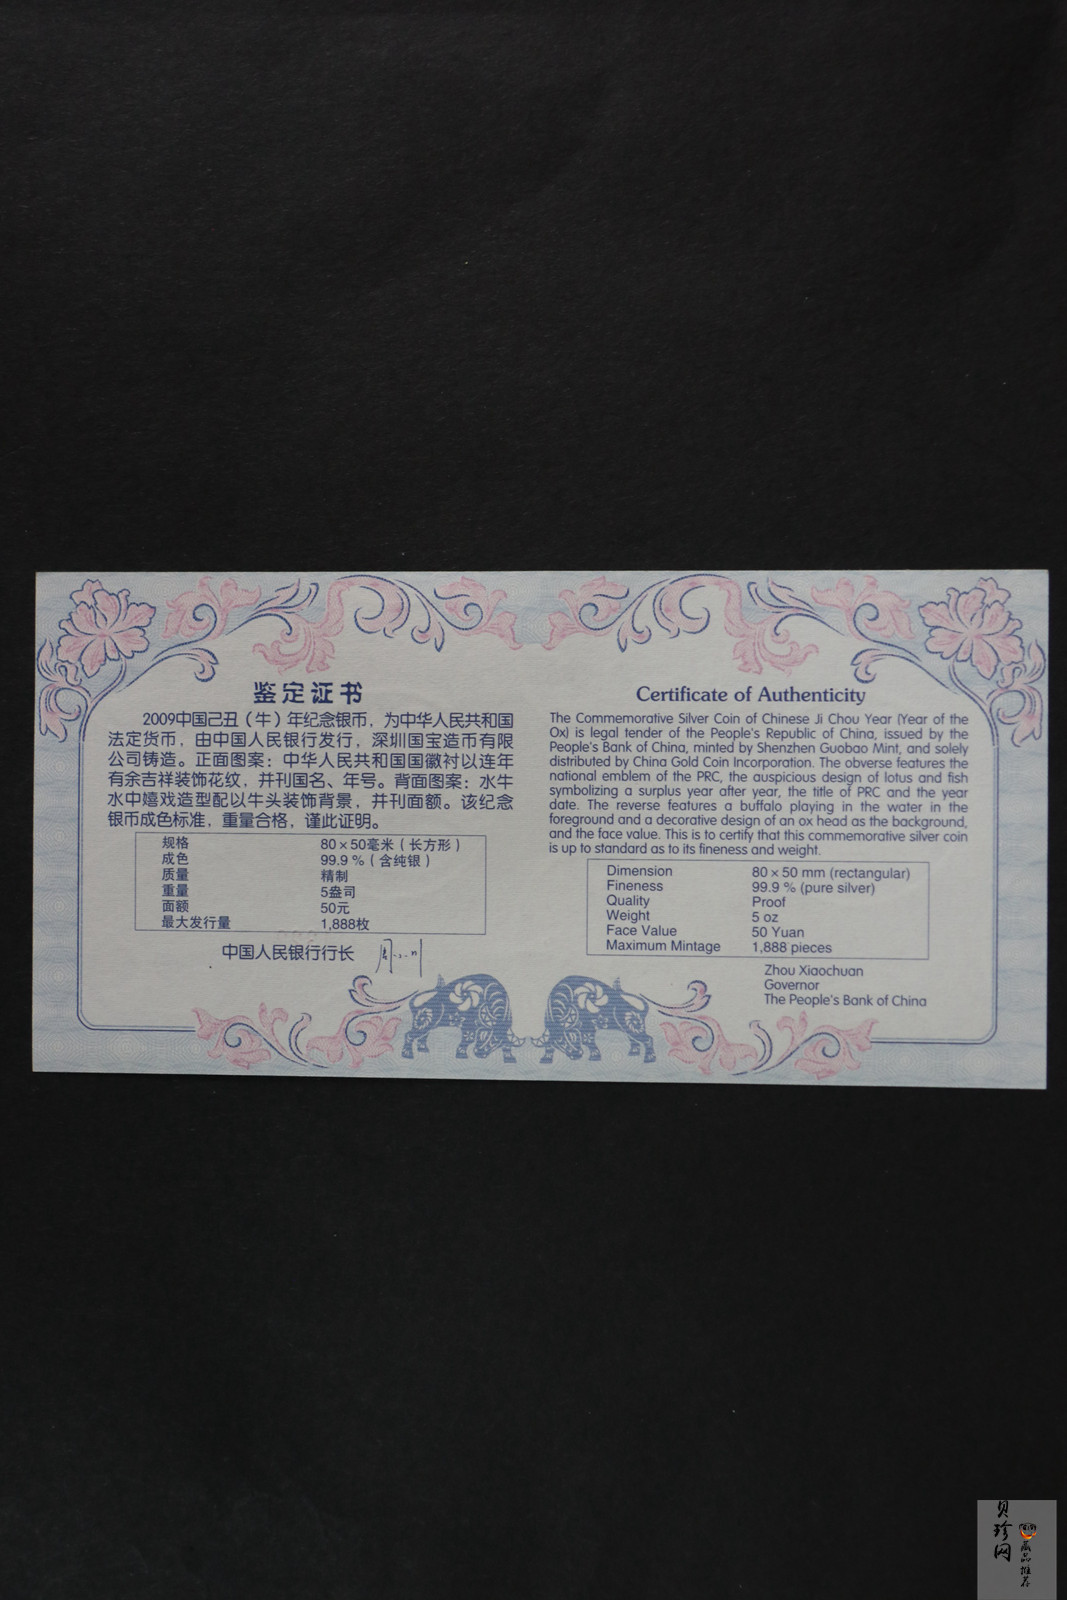 鉴定证书
2009中国己丑（牛）年纪念银币，为中华人民共和国
法定货币，由中国人民银行发行，深圳国宝造币有限
公司铸造。正面图案：中华人民共和国国徽衬以连年
有余吉祥装饰花纹，并刊国名、年号。背面图案：水牛
水中嬉戏造型配以牛头装饰背景，并刊面额。该纪念
银币成色标准，重量合格，谨此证明。
规格 80×50毫米（长方形）
成色 99.9％（含纯银）
质量 精制
重量 5盎司
面额 50元
最大发行量 1,888枚
中国人民银行行长
Certificate of Authenticity
The Commemorative Silver Coin of Chinese Ji Chou Year (Year of the
Ox) is legal tender of the People's Republic of China, issued by the
People's Bank of China, minted by Shenzhen Guobao Mint, and solely
distributed by China Gold Coin Incorporation. The obverse features the
national emblem of the PRC, the auspicious design of lotus and fish
symbolizing a surplus year after year, the title of PRC and the year
date. The reverse features a buffalo playing in the water in the
foreground and a decorative design of an ox head as the background,
and the face value. This is to certify that this commemorative silver coin
is up to standard as to its fineness and weight.
Dimension 80 × 50 mm (rectangular)
Fineness 99.9 % (pure silver)
Quality Proof
Weight 5 oz
Face Value 50 Yuan
Maximum Mintage 1,888 pieces
Zhou Xiaochuan
Governor
The People's Bank of China
贝珍网
藏品推荐